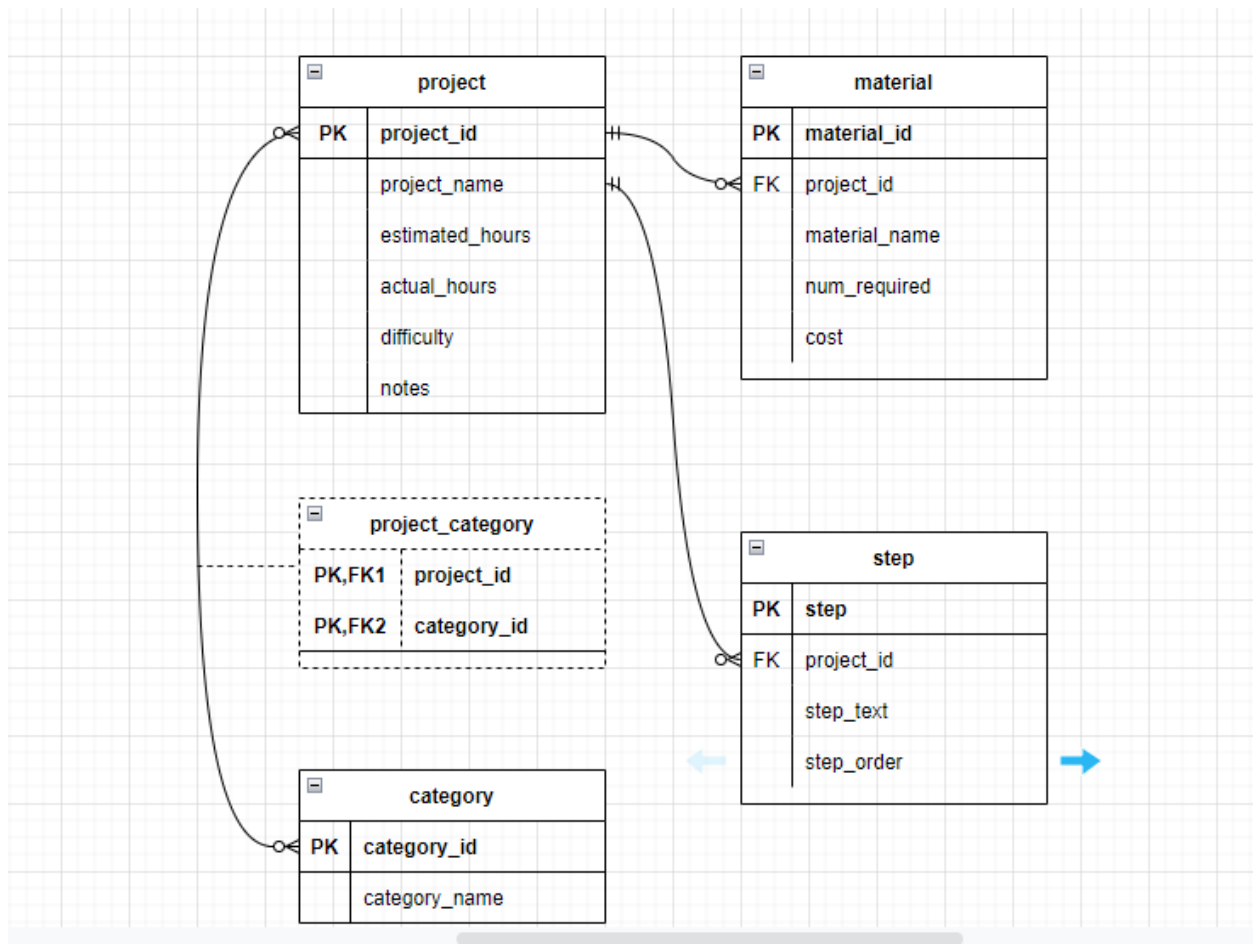 project
PK project_id
project_name
estimated_hours
actual_hours
difficulty
notes
material
PK material_id
FK project_id
material_name
num_required
cost
project_category
PK,FK1 project_id
PK,FK2 category_id
step
PK step
FK project_id
step_text
step_order
category
PK category_id
category_name